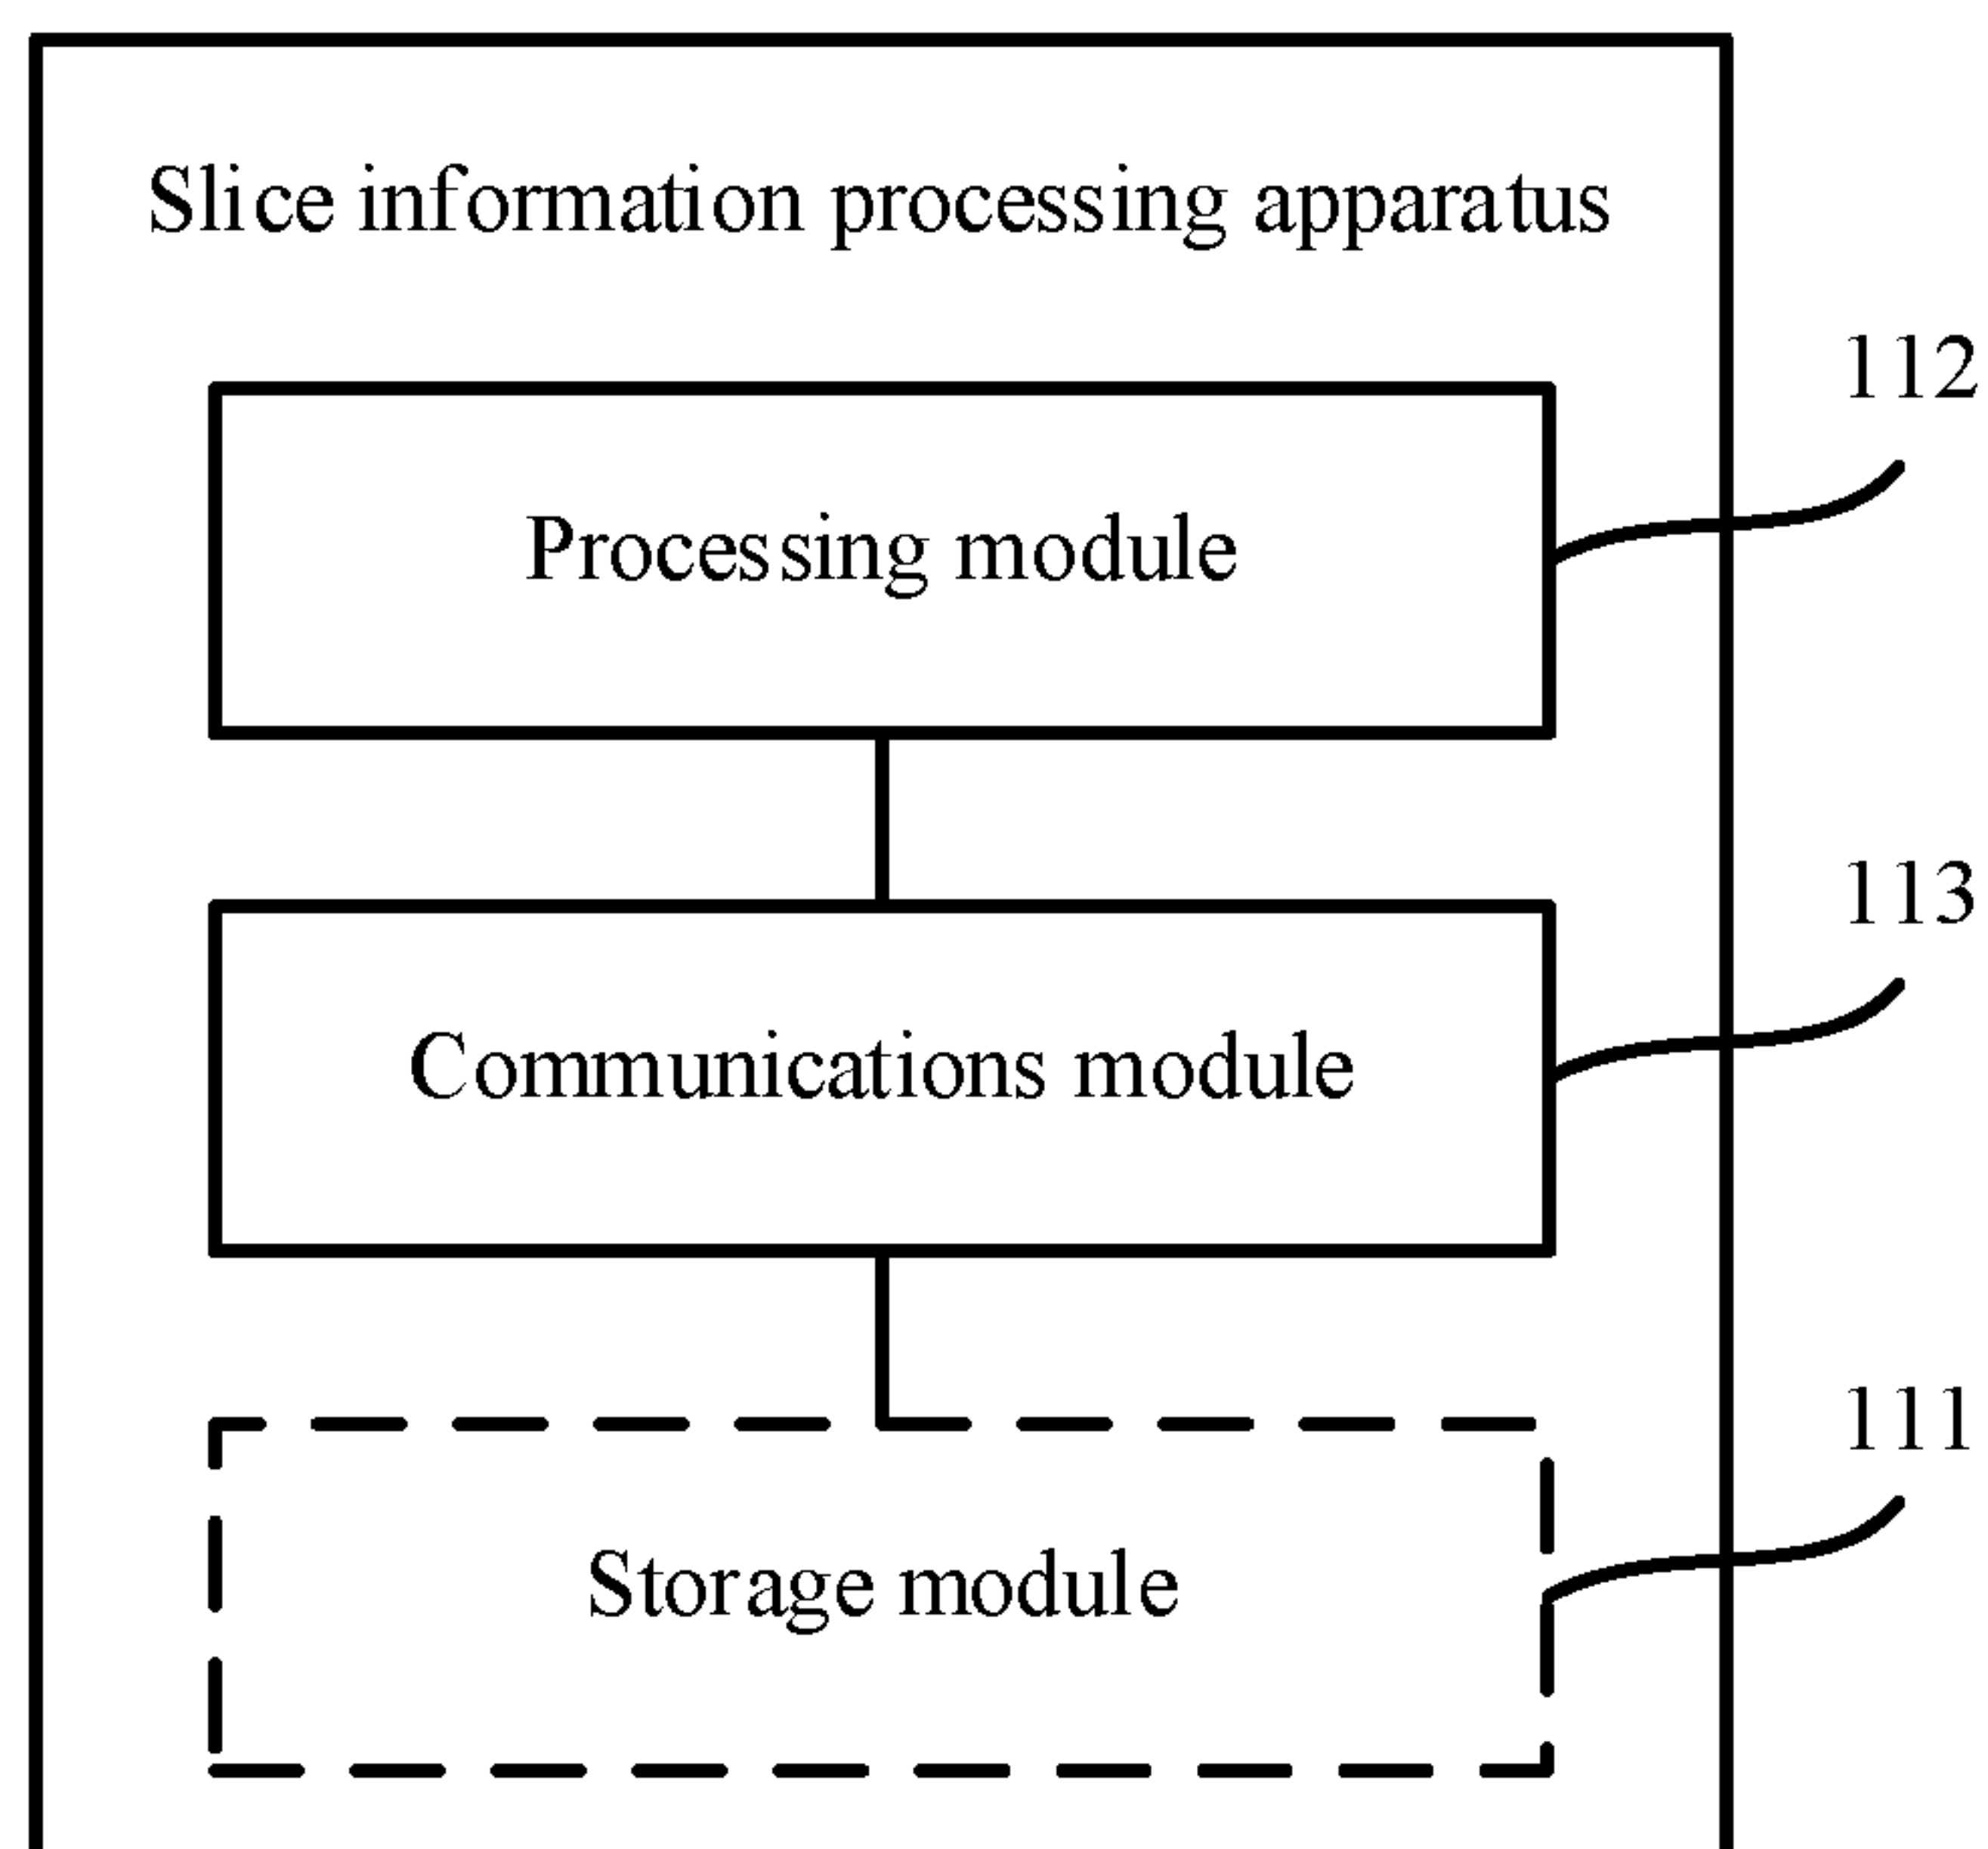 Slice information processing apparatus
112
Processing module
113
Communications module
111
Storage module